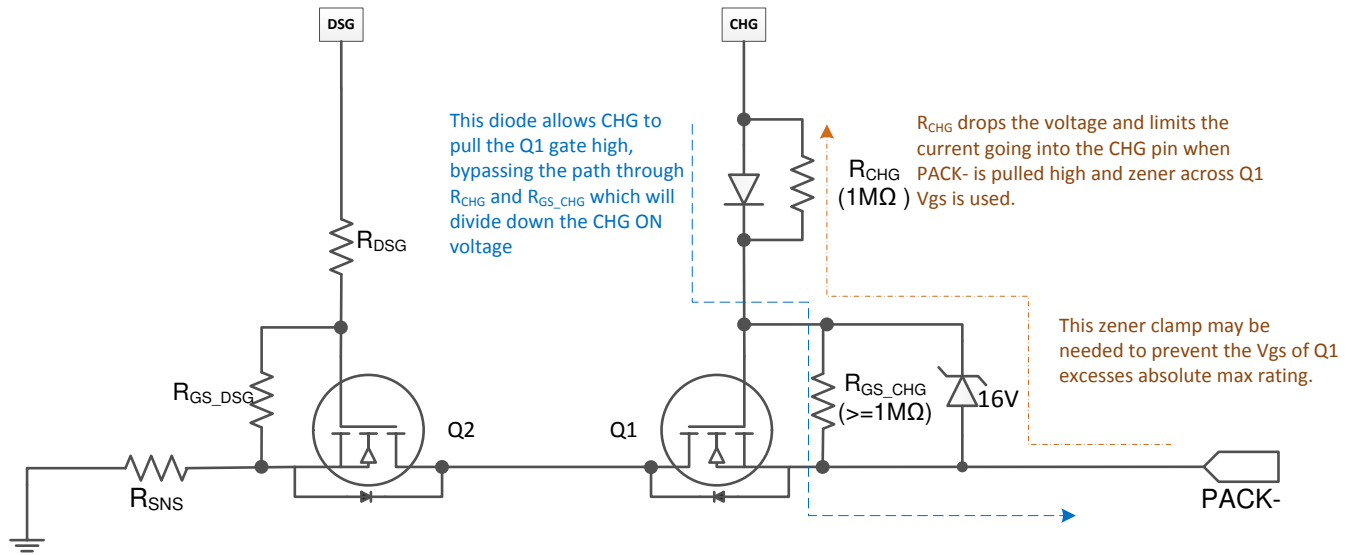 DSG
CHG
This diode allows CHG to
pull the Q1 gate high,
bypassing the path through
RCHG and RGS_CHG which will
divide down the CHG ON
voltage
RCHG
(1MΩ )
RCHG drops the voltage and limits the
current going into the CHG pin when
PACK- is pulled high and zener across Q1
Vgs is used.
RDSG
This zener clamp may be
needed to prevent the Vgs of Q1
excesses absolute max rating.
RGS_DSG
RGS_CHG
(>=1MΩ)
16V
Q2
Q1
RSNS
PACK-